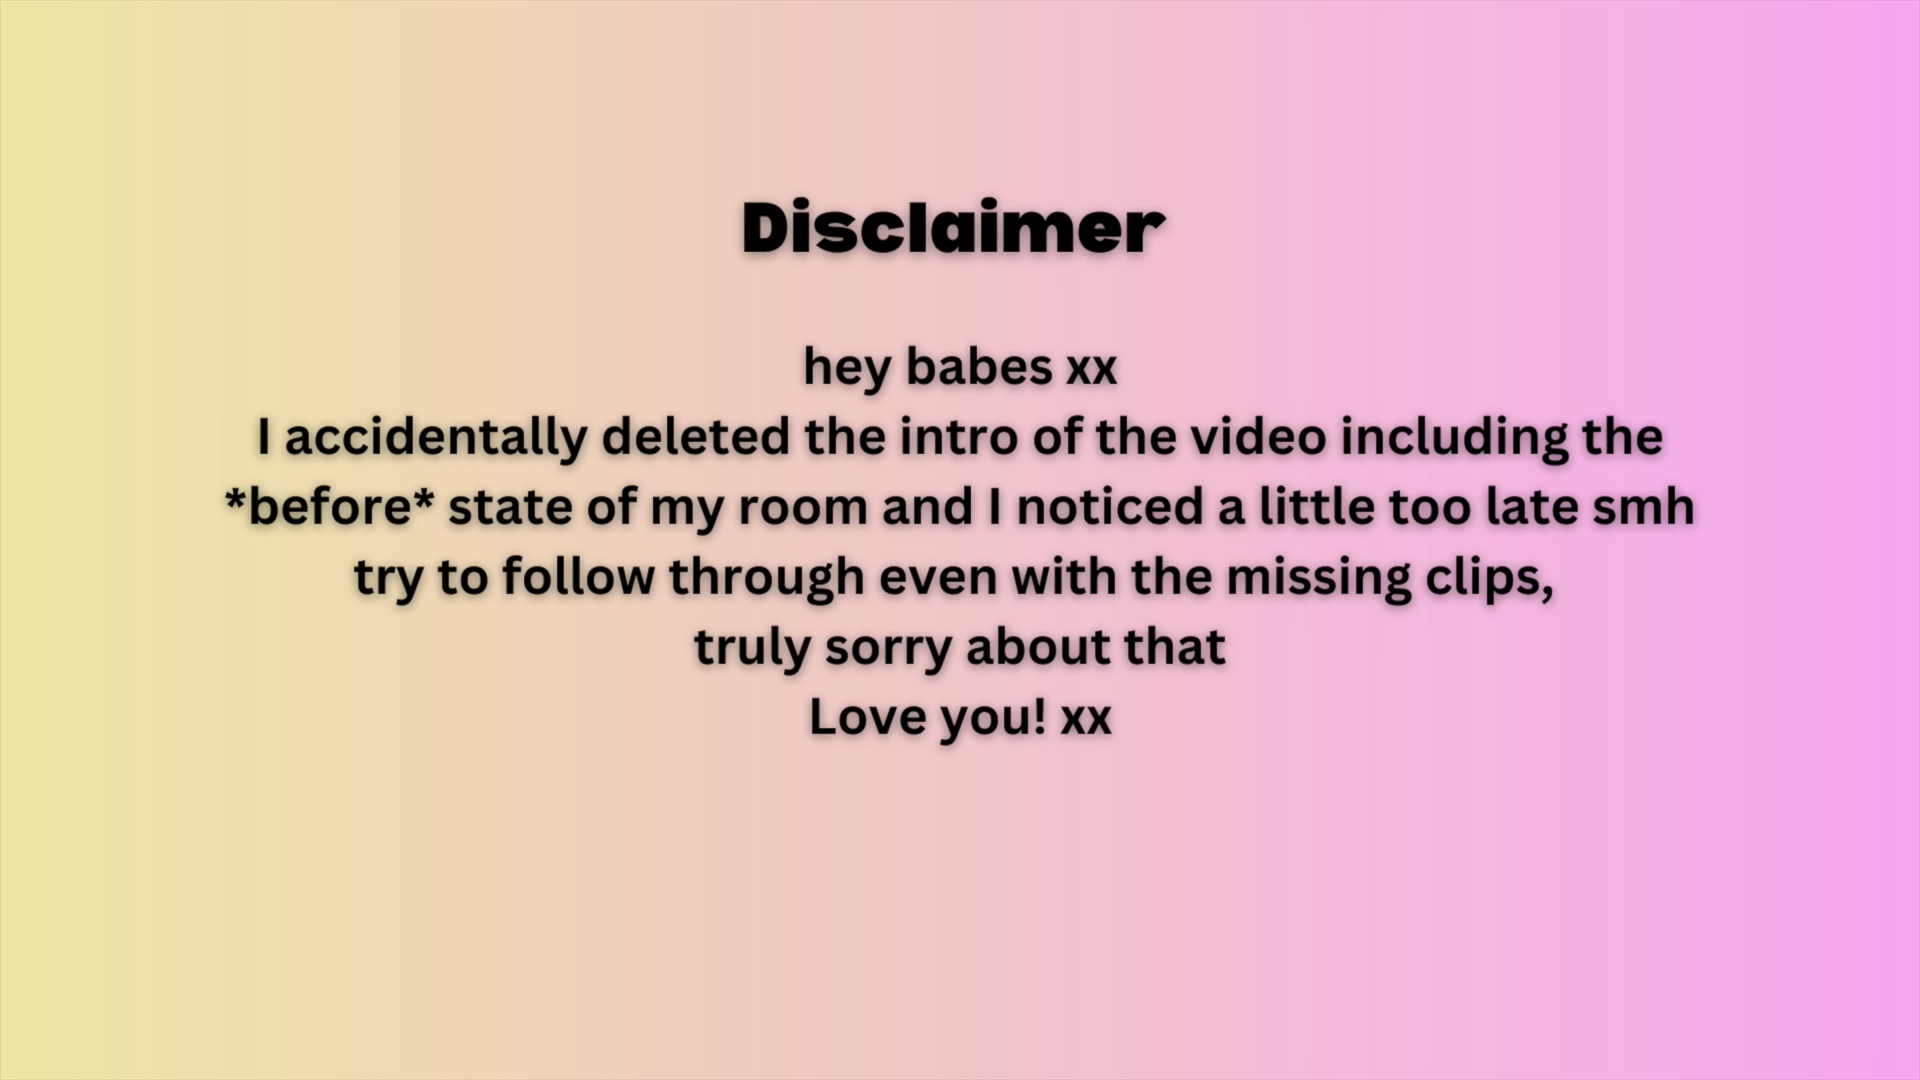 Disclaimer
hey babes xx
I accidentally deleted the intro of the video including the
*before* state of my room and I noticed a little too late smh
try to follow through even with the missing clips,
truly sorry about that
Love you! xx